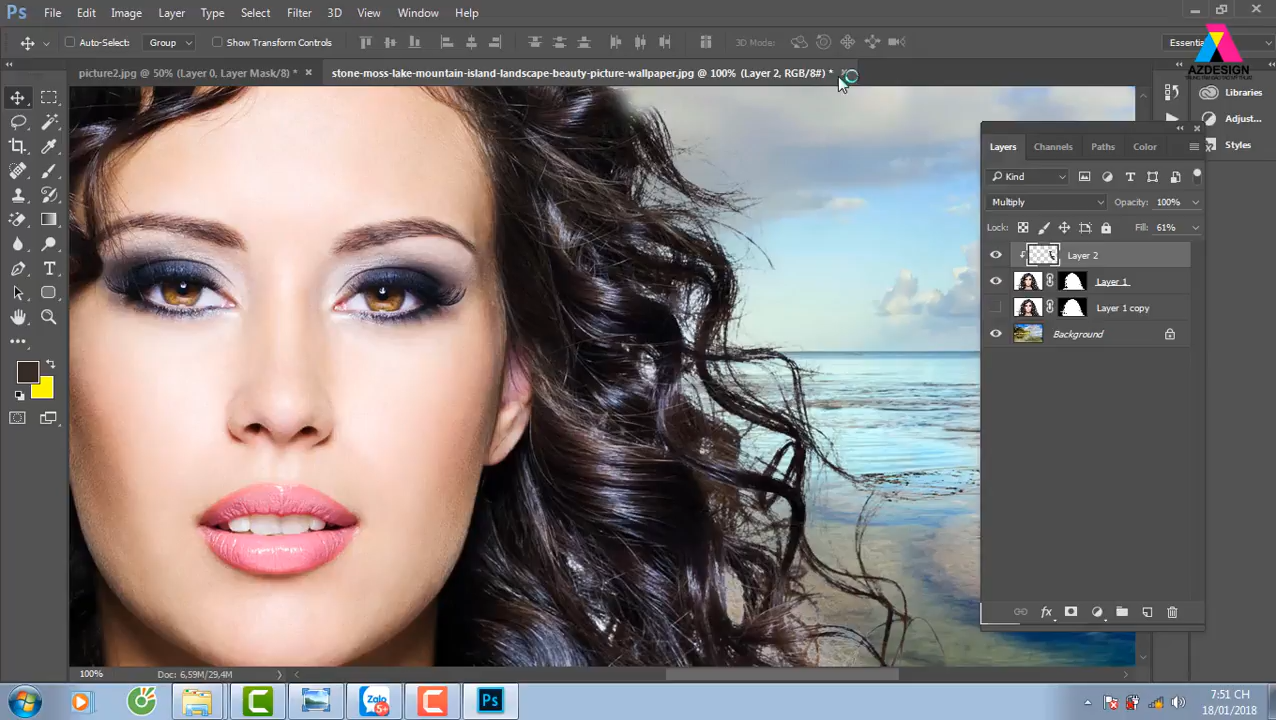 Ps File Edit Image Layer Type Select Filter 3D View Window Help
Auto-Select: Group Show Transform Controls 3D Mode: Essentia
AZDESIGN
picture2.jpg @ 50% (Layer 0, Layer Mask/8) * × stone-moss-lake-mountain-island-landscape-beauty-picture-wallpaper.jpg @ 100% (Layer 2, RGB/8#) *
Libraries
Adjust...
Styles
Layers Channels Paths Color
Kind
Multiply Opacity: 100%
Lock: Fill: 61%
Layer 2
Layer 1
Layer 1 copy
Background
100% Doc: 6,59M/29,4M
Zalo 5+ Ps
7:51 CH
18/01/2018